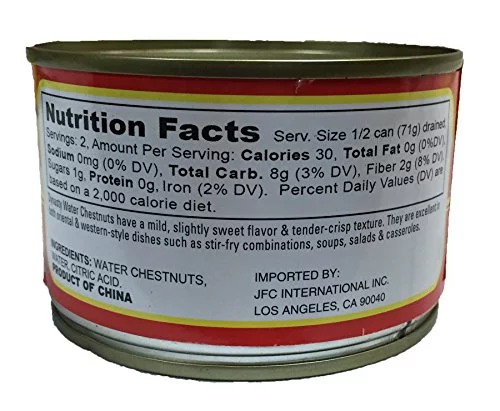 Nutrition Facts Serv. Size 1/2 can (71g) drained,
Servings: 2, Amount Per Serving: Calories 30, Total Fat 0g (0%DV),
Sodium 0mg (0% DV), Total Carb. 8g (3% DV), Fiber 2g (8% DV),
Sugars 1g, Protein 0g, Iron (2% DV). Percent Daily Values (DV) are
based on a 2,000 calorie diet.
Dynasty Water Chestnuts have a mild, slightly sweet flavor & tender-crisp texture. They are excellent in
both oriental & western-style dishes such as stir-fry combinations, soups, salads & casseroles.
INGREDIENTS: WATER CHESTNUTS,
WATER, CITRIC ACID.
PRODUCT OF CHINA
IMPORTED BY:
JFC INTERNATIONAL INC.
LOS ANGELES, CA 90040